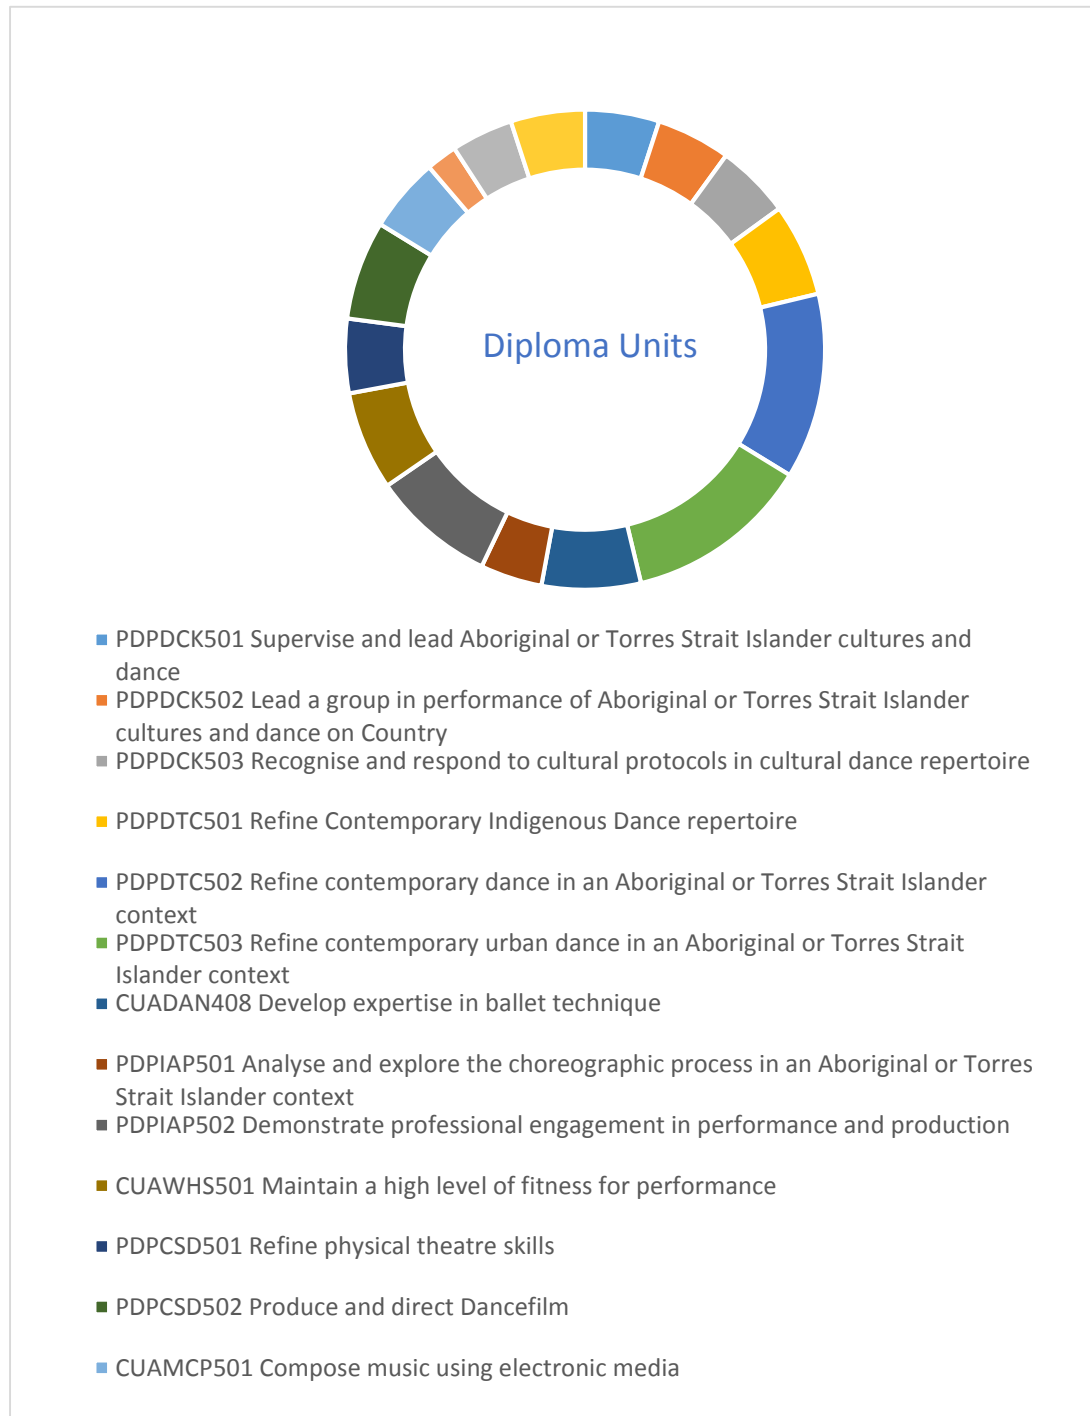 Diploma Units
PDPDCK501 Supervise and lead Aboriginal or Torres Strait Islander cultures and
dance
PDPDCK502 Lead a group in performance of Aboriginal or Torres Strait Islander
cultures and dance on Country
PDPDCK503 Recognise and respond to cultural protocols in cultural dance repertoire
PDPDTC501 Refine Contemporary Indigenous Dance repertoire
PDPDTC502 Refine contemporary dance in an Aboriginal or Torres Strait Islander
context
PDPDTC503 Refine contemporary urban dance in an Aboriginal or Torres Strait
Islander context
CUADAN408 Develop expertise in ballet technique
PDPIAP501 Analyse and explore the choreographic process in an Aboriginal or Torres
Strait Islander context
PDPIAP502 Demonstrate professional engagement in performance and production
CUAWHS501 Maintain a high level of fitness for performance
PDPCSD501 Refine physical theatre skills
PDPCSD502 Produce and direct Dancefilm
CUAMCP501 Compose music using electronic media